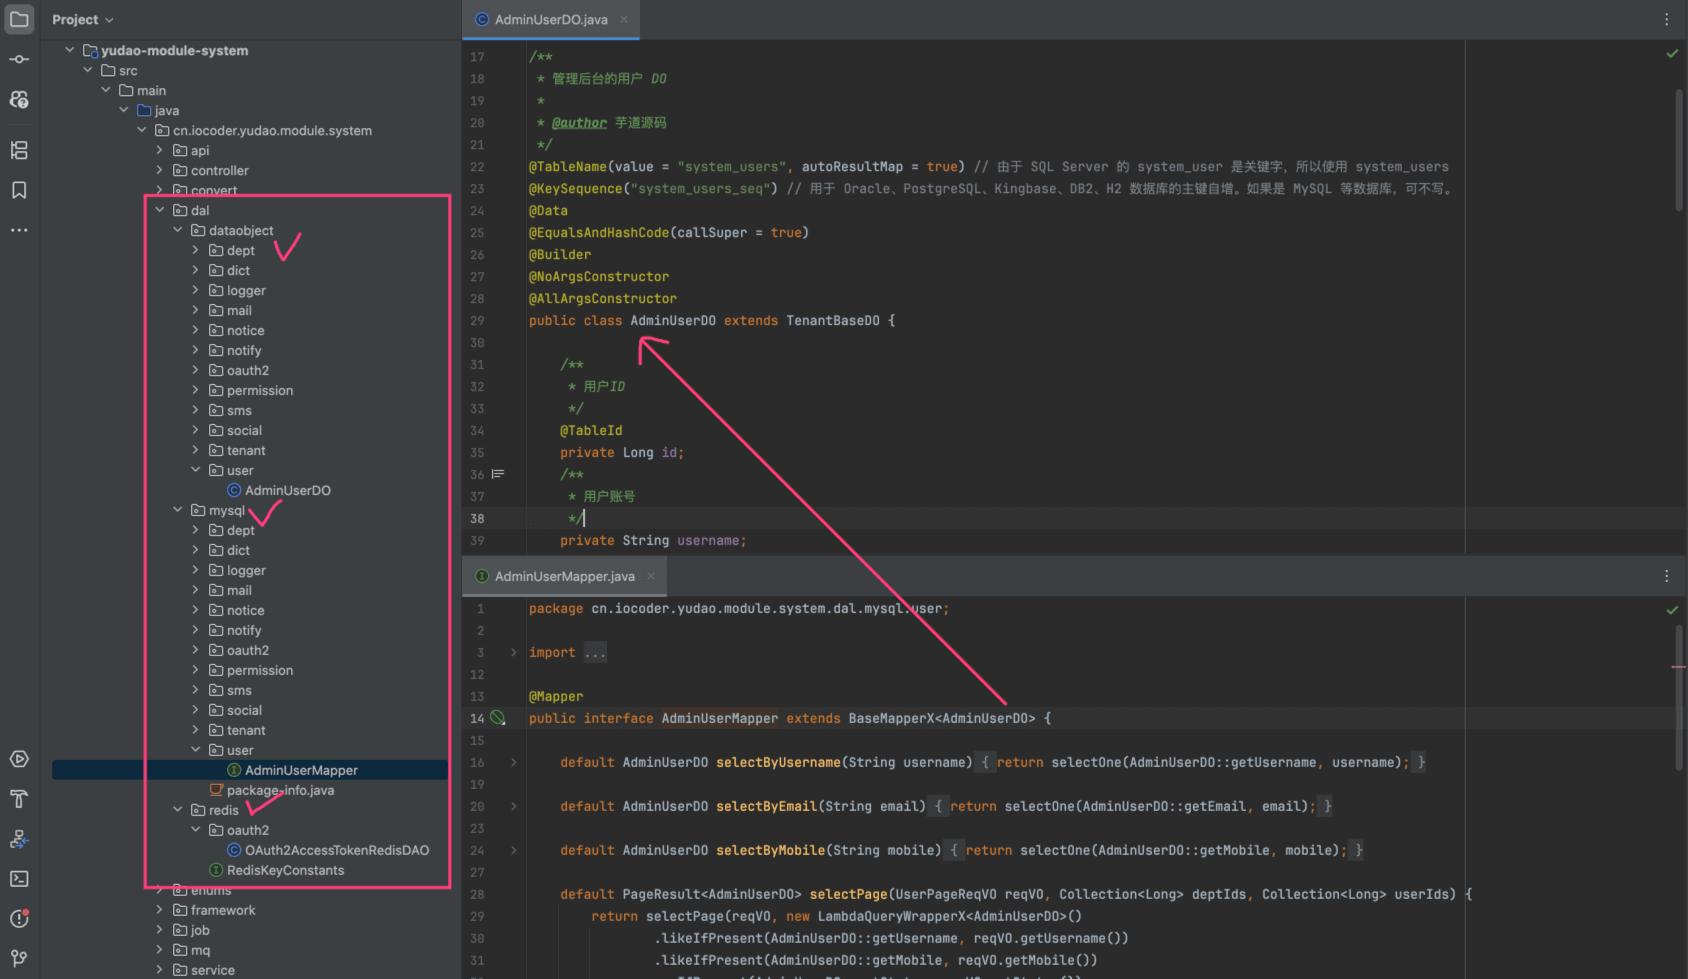 Project
yudao-module-system
src
main
java
cn.iocoder.yudao.module.system
api
controller
convert
dal
dataobject
dept
dict
logger
mail
notice
notify
oauth2
permission
sms
social
tenant
user
AdminUserDO
mysql
dept
dict
logger
mail
notice
notify
oauth2
permission
sms
social
tenant
user
AdminUserMapper
package-info.java
redis
oauth2
OAuth2AccessTokenRedisDAO
RedisKeyConstants
enums
framework
job
mq
service
AdminUserDO.java
17 /**
18 * 管理后台的用户 DO
19 *
20 * @author 芋道源码
21 */
22 @TableName(value = "system_users", autoResultMap = true) // 由于 SQL Server 的 system_user 是关键字，所以使用 system_users
23 @KeySequence("system_users_seq") // 用于 Oracle、PostgreSQL、Kingbase、DB2、H2 数据库的主键自增。如果是 MySQL 等数据库，可不写。
24 @Data
25 @EqualsAndHashCode(callSuper = true)
26 @Builder
27 @NoArgsConstructor
28 @AllArgsConstructor
29 public class AdminUserDO extends TenantBaseDO {
30
31 /**
32 * 用户ID
33 */
34 @TableId
35 private Long id;
36 /**
37 * 用户账号
38 */
39 private String username;
AdminUserMapper.java
1 package cn.iocoder.yudao.module.system.dal.mysql.user;
2
3 import ...
12
13 @Mapper
14 public interface AdminUserMapper extends BaseMapperX<AdminUserDO> {
15
16 default AdminUserDO selectByUsername(String username) { return selectOne(AdminUserDO::getUsername, username); }
19
20 default AdminUserDO selectByEmail(String email) { return selectOne(AdminUserDO::getEmail, email); }
23
24 default AdminUserDO selectByMobile(String mobile) { return selectOne(AdminUserDO::getMobile, mobile); }
27
28 default PageResult<AdminUserDO> selectPage(UserPageReqVO reqVO, Collection<Long> deptIds, Collection<Long> userIds) {
29 return selectPage(reqVO, new LambdaQueryWrapperX<AdminUserDO>()
30 .likeIfPresent(AdminUserDO::getUsername, reqVO.getUsername())
31 .likeIfPresent(AdminUserDO::getMobile, reqVO.getMobile())